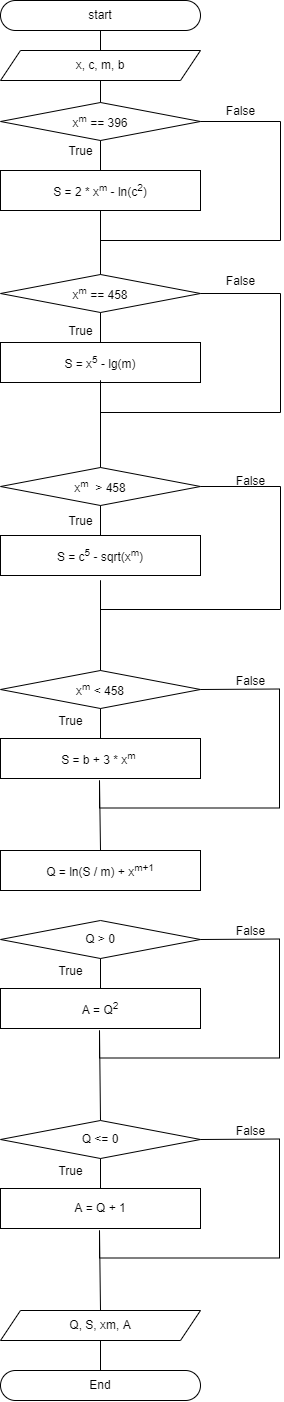 start
x, c, m, b
x^m == 396
False
True
S = 2 * x^m - ln(c^2)
x^m == 458
False
True
S = x^5 - lg(m)
x^m > 458
False
True
S = c^5 - sqrt(x^m)
x^m < 458
False
True
S = b + 3 * x^m
Q = ln(S / m) + x^m+1
Q > 0
False
True
A = Q^2
Q <= 0
False
True
A = Q + 1
Q, S, xm, A
End